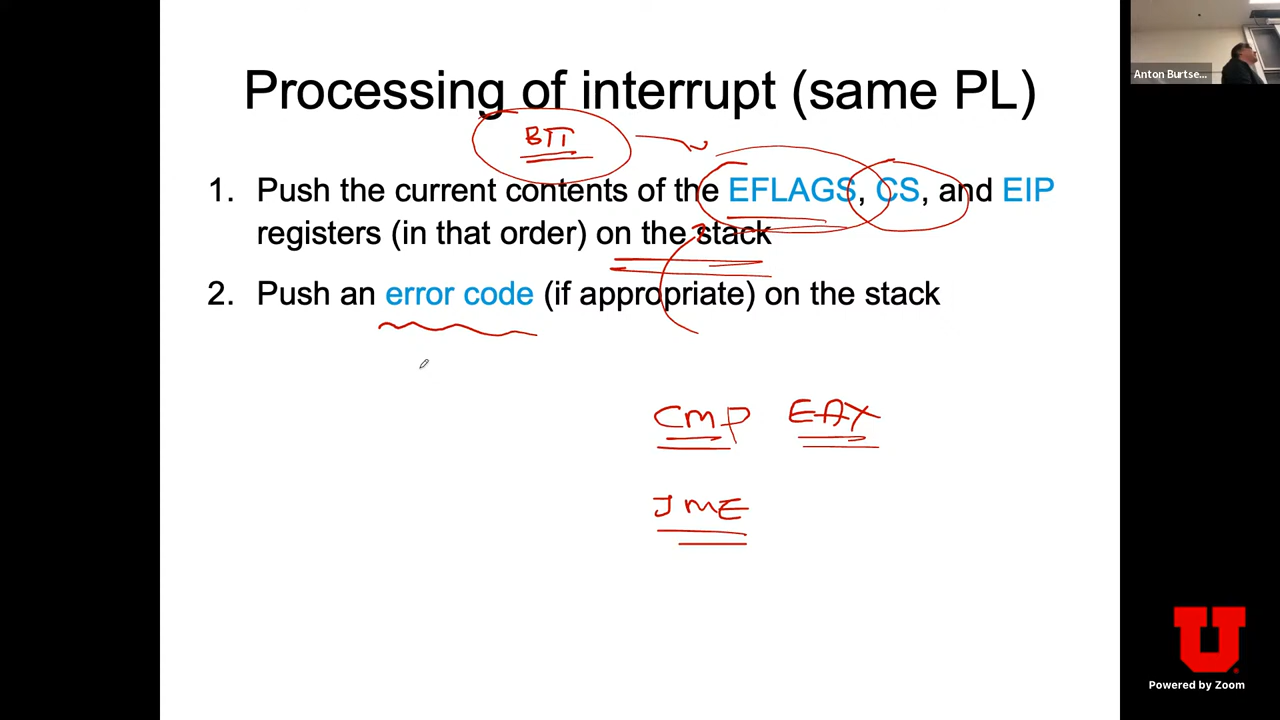 Processing of interrupt (same PL)
BTT
1. Push the current contents of the EFLAGS, CS, and EIP
registers (in that order) on the stack
2. Push an error code (if appropriate) on the stack
CMP EAX
JME
Anton Burtse...
U
Powered by Zoom